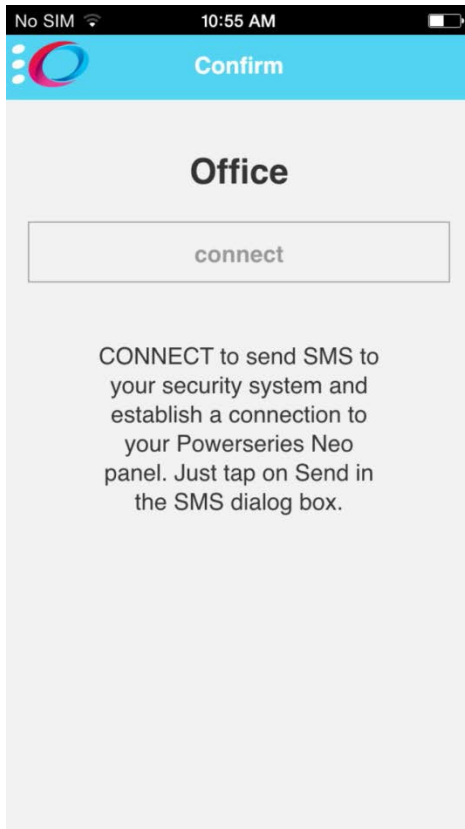 No SIM 10:55 AM
Confirm
Office
connect
CONNECT to send SMS to
your security system and
establish a connection to
your Powerseries Neo
panel. Just tap on Send in
the SMS dialog box.